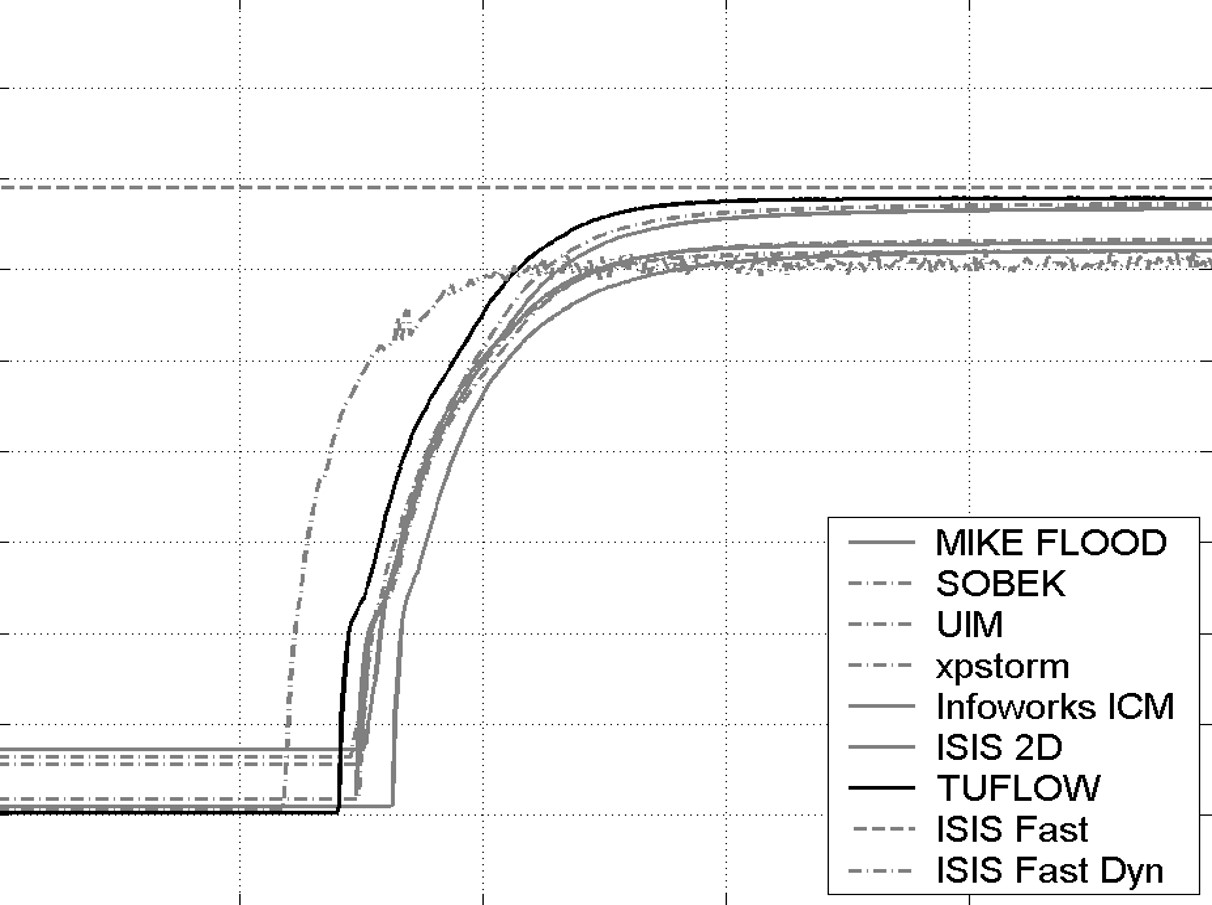 MIKE FLOOD
SOBEK
UIM
xpstorm
Infoworks ICM
ISIS 2D
TUFLOW
ISIS Fast
ISIS Fast Dyn